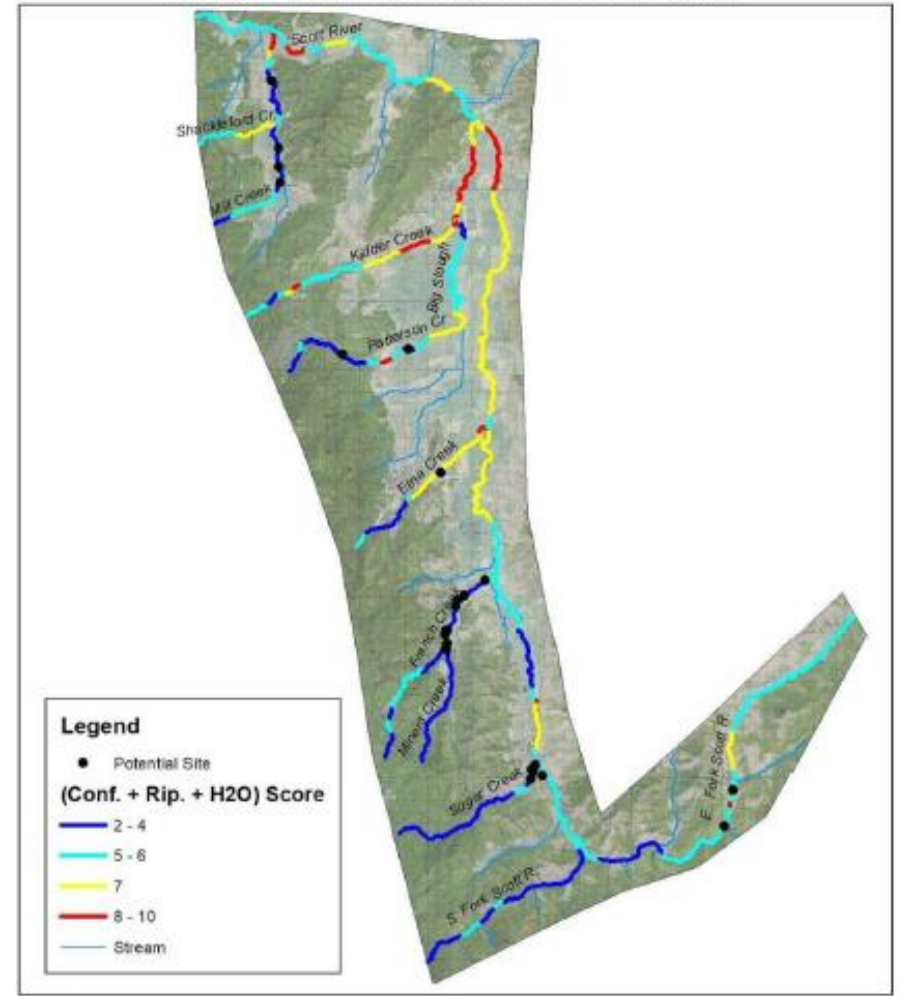 Scott River
Shackleford Cr
Mill Creek
Kidder Creek
Big Slough
Patterson Cr
Etna Creek
French Creek
Miners Creek
Sugar Creek
E. Fork Scott R
S. Fork Scott R.
Legend
Potential Site
(Conf. + Rip. + H2O) Score
2 - 4
5 - 6
7
8 - 10
Stream